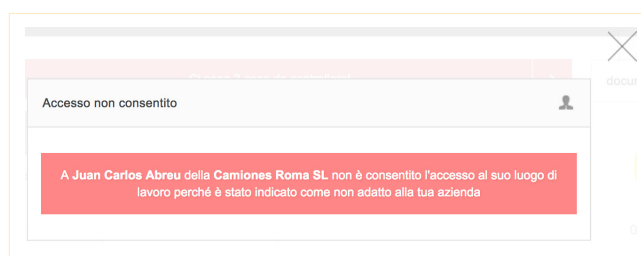 docur
Accesso non consentito
A Juan Carlos Abreu della Camiones Roma SL non è consentito l'accesso al suo luogo di
lavoro perché è stato indicato come non adatto alla tua azienda